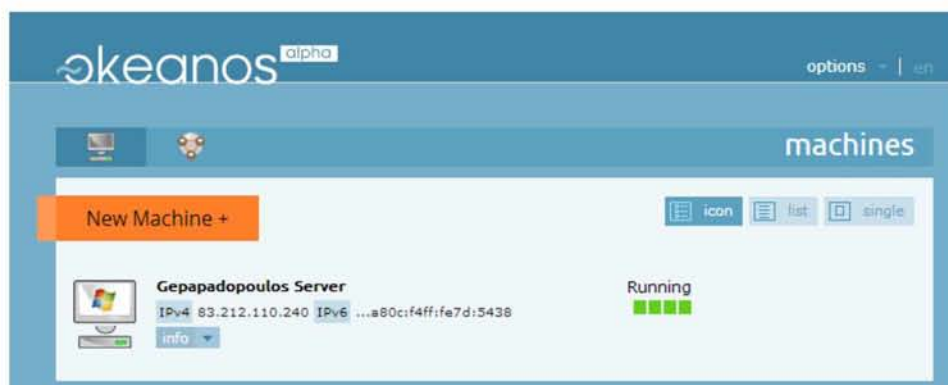 okeanos alpha
options | en
machines
New Machine +
icon list single
Gepapadopoulos Server
Running
IPv4 83.212.110.240 IPv6 ...a80c:f4ff:fe7d:5438
info